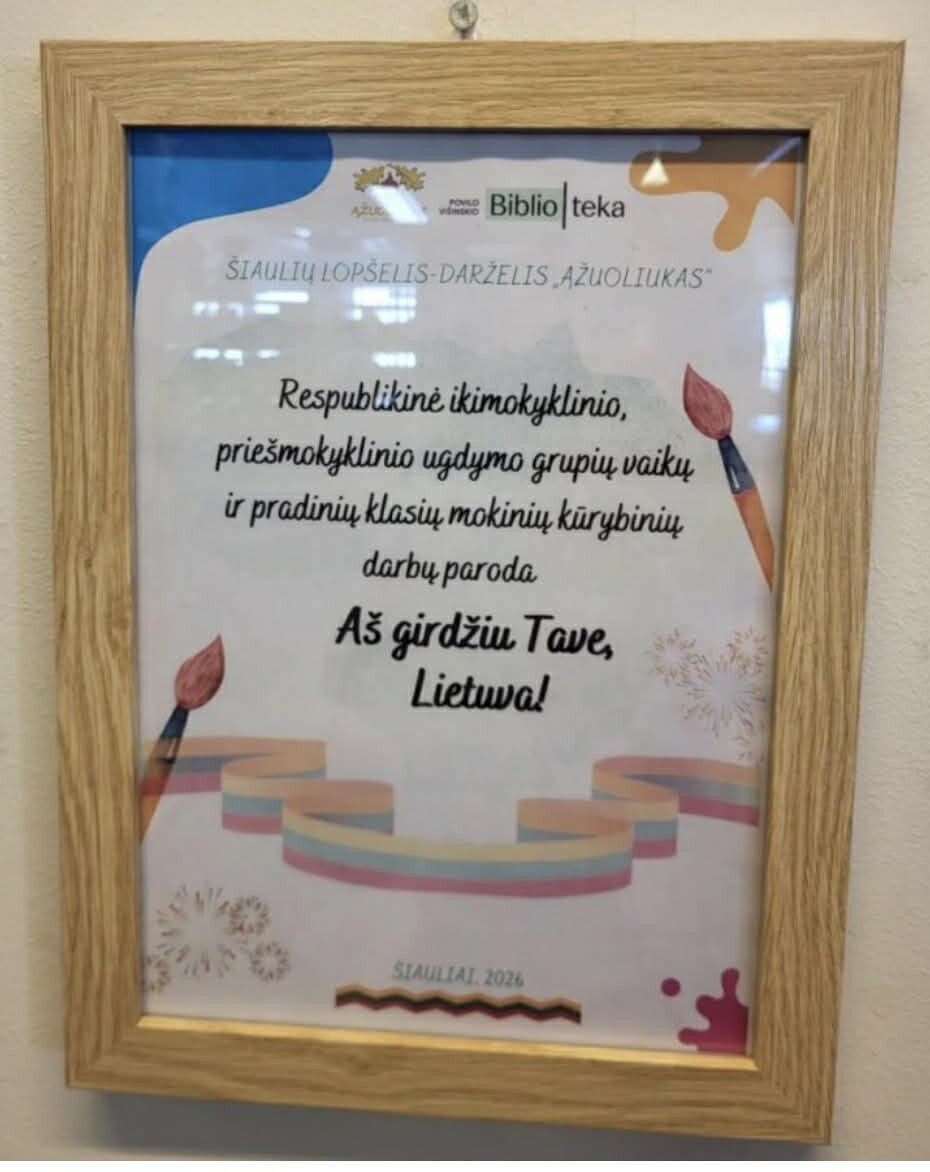 ĄŽUOLIUKAS
POVILO
VIŠINSKIO
Biblio|teka
ŠIAULIŲ LOPŠELIS-DARŽELIS „ĄŽUOLIUKAS“
Respublikinė ikimokyklinio,
priešmokyklinio ugdymo grupių vaikų
ir pradinių klasių mokinių kūrybinių
darbų paroda
Aš girdžiu Tave,
Lietuva!
ŠIAULIAI, 2026